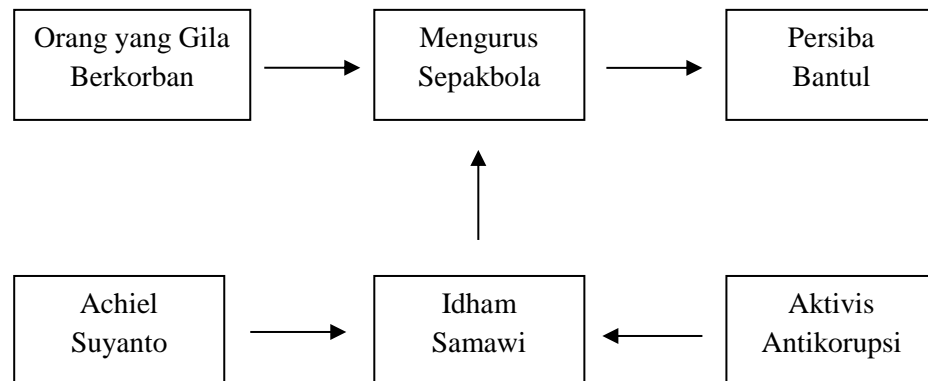 Orang yang Gila
Berkorban
Mengurus
Sepakbola
Persiba
Bantul
Achiel
Suyanto
Idham
Samawi
Aktivis
Antikorupsi